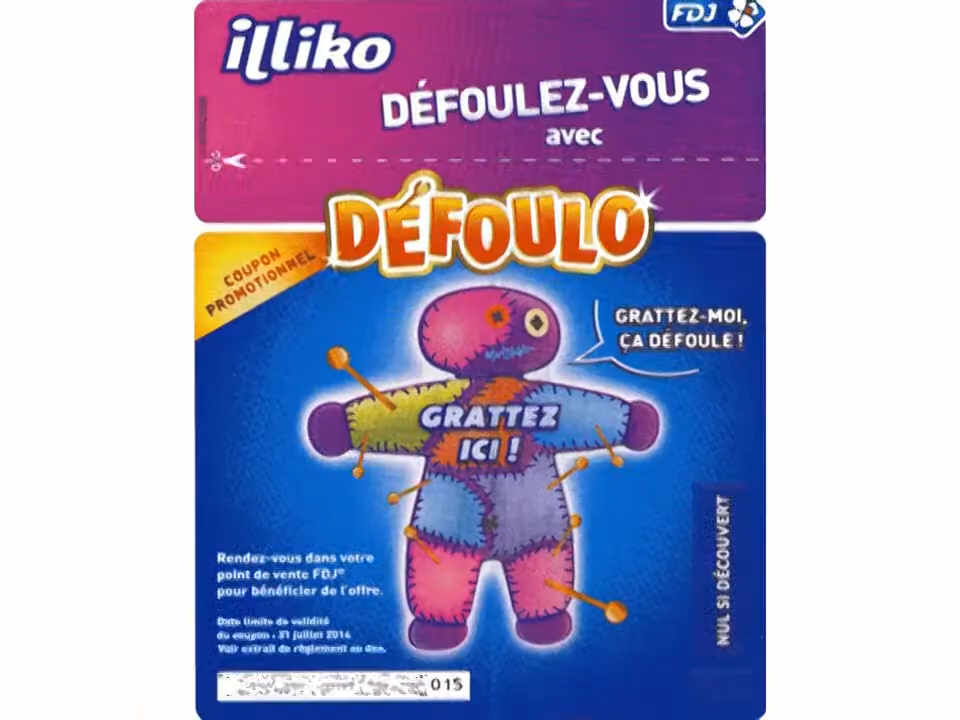 illiko
FDJ
DÉFOULEZ-VOUS
avec
DÉFOULO
COUPON
PROMOTIONNEL
GRATTEZ-MOI,
ÇA DÉFOULE !
GRATTEZ
ICI !
NUL SI DÉCOUVERT
Rendez-vous dans votre
point de vente FDJ®
pour bénéficier de l'offre.
Date limite de validité
du coupon : 31 juillet 2014
Voir extrait de règlement au dos.
015